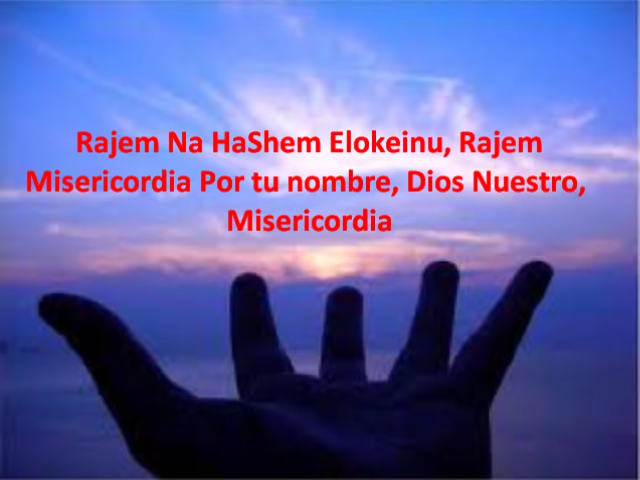 Rajem Na HaShem Elokeinu, Rajem
Misericordia Por tu nombre, Dios Nuestro,
Misericordia